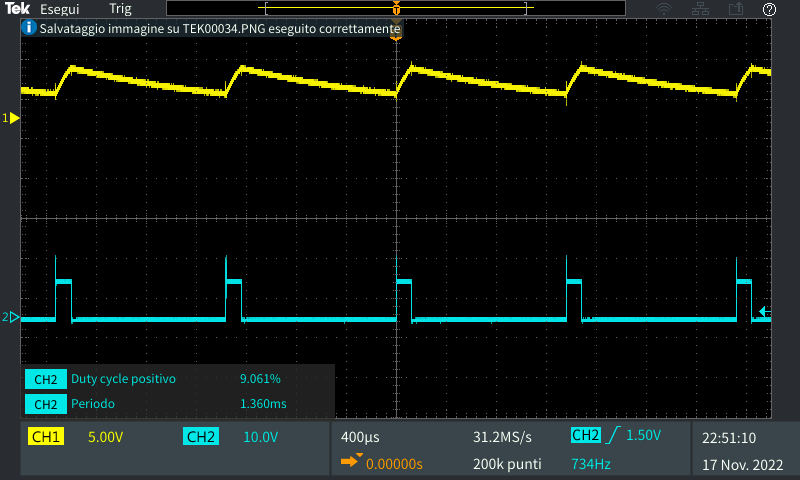 Tek Esegui Trig
i Salvataggio immagine su TEK00034.PNG eseguito correttamente
1
2
CH2 Duty cycle positivo 9.061%
CH2 Periodo 1.360ms
CH1 5.00V CH2 10.0V
400µs 31.2MS/s CH2 1.50V
0.00000s 200k punti 734Hz
22:51:10
17 Nov. 2022